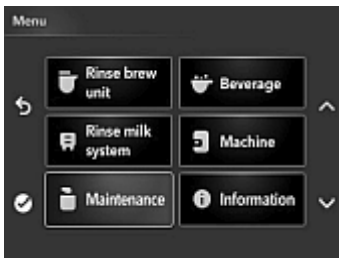 Menu
Rinse brew
unit
Beverage
Rinse milk
system
Machine
Maintenance
Information